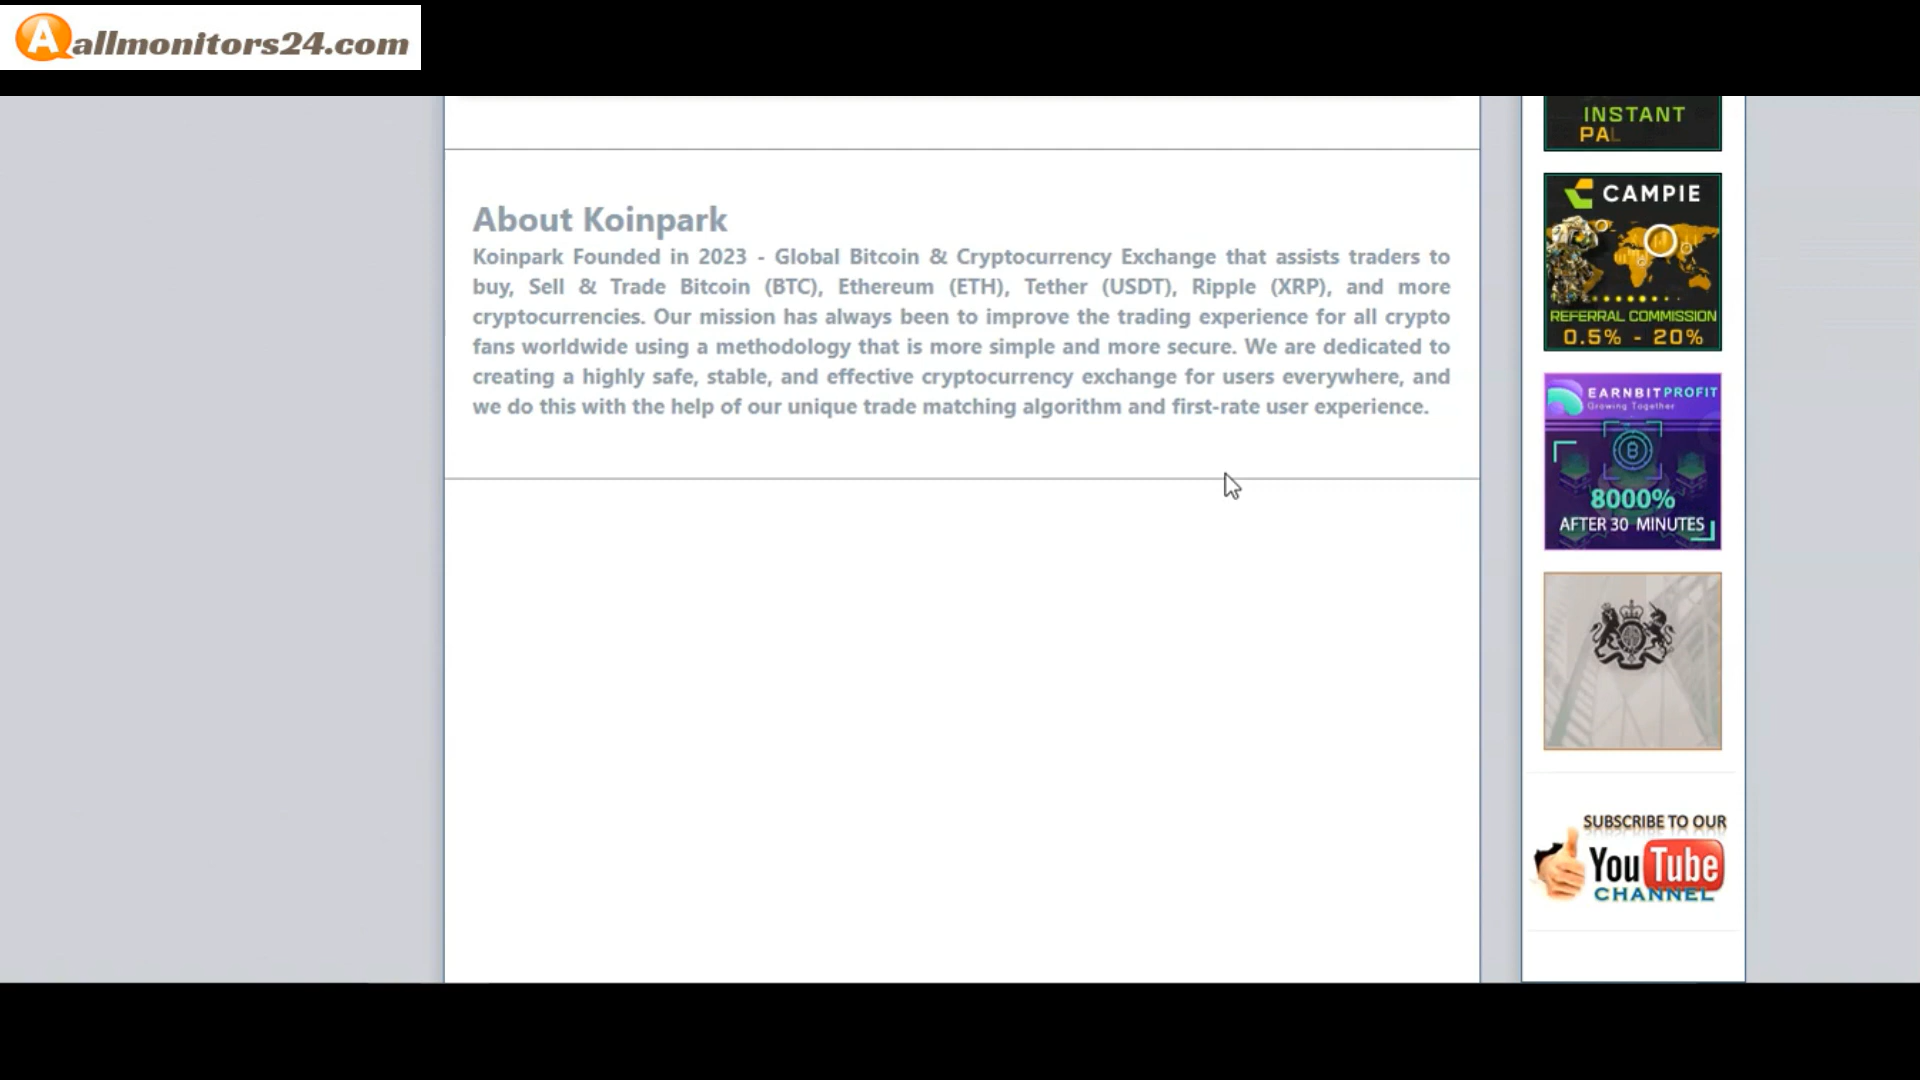 allmonitors24.com
INSTANT
About Koinpark
Koinpark Founded in 2023 - Global Bitcoin & Cryptocurrency Exchange that assists traders to
buy, Sell & Trade Bitcoin (BTC), Ethereum (ETH), Tether (USDT), Ripple (XRP), and more
cryptocurrencies. Our mission has always been to improve the trading experience for all crypto
fans worldwide using a methodology that is more simple and more secure. We are dedicated to
creating a highly safe, stable, and effective cryptocurrency exchange for users everywhere, and
we do this with the help of our unique trade matching algorithm and first-rate user experience.
CAMPIE
REFERRAL COMMISSION
0.5% - 20%
EARNBITPROFIT
Growing Together
8000%
AFTER 30 MINUTES
SUBSCRIBE TO OUR
YouTube
CHANNEL